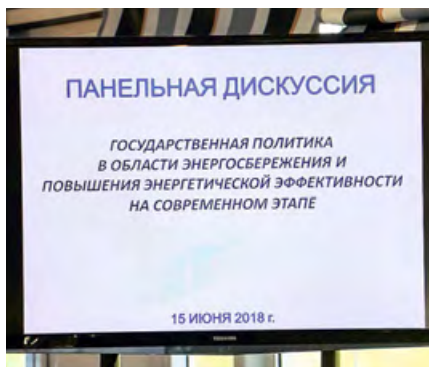 ПАНЕЛЬНАЯ ДИСКУССИЯ
ГОСУДАРСТВЕННАЯ ПОЛИТИКА
В ОБЛАСТИ ЭНЕРГОСБЕРЕЖЕНИЯ И
ПОВЫШЕНИЯ ЭНЕРГЕТИЧЕСКОЙ ЭФФЕКТИВНОСТИ
НА СОВРЕМЕННОМ ЭТАПЕ
15 ИЮНЯ 2018 г.